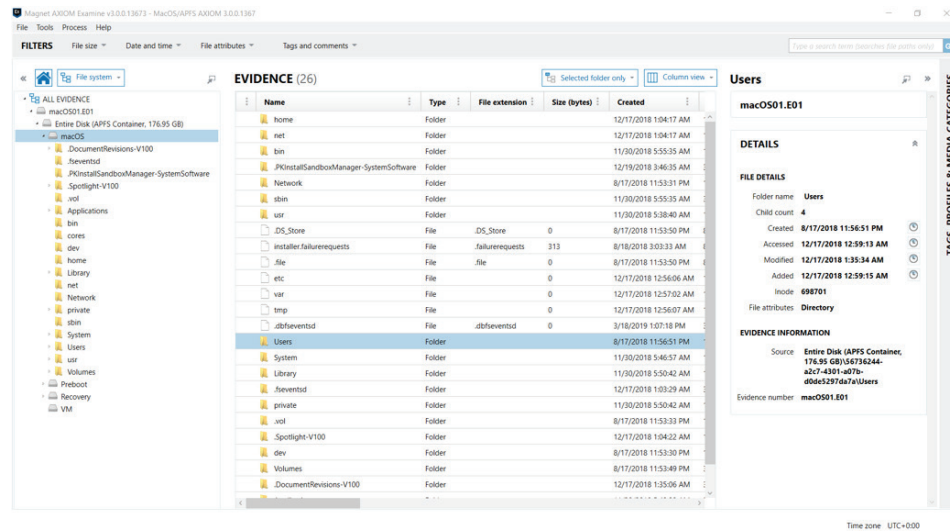 Magnet AXIOM Examine v3.0.0.13673 – MacOS/APFS AXIOM 3.0.0.1367
File Tools Process Help
FILTERS File size Date and time File attributes Tags and comments Type a search term (searches for paths only)
File system
ALL EVIDENCE
macOS01.E01
Entire Disk (APFS Container, 176.95 GB)
macOS
.DocumentRevisions-V100
.fseventsd
.PKInstallSandboxManager-SystemSoftware
.Spotlight-V100
.vol
Applications
bin
cores
dev
home
Library
net
Network
private
sbin
System
Users
usr
Volumes
Preboot
Recovery
VM
EVIDENCE (26) Selected folder only Column view
Name Type File extension Size (bytes) Created
home Folder 12/17/2018 1:04:17 AM
net Folder 12/17/2018 1:04:17 AM
bin Folder 11/30/2018 5:55:35 AM
.PKInstallSandboxManager-SystemSoftware Folder 12/19/2018 3:46:35 AM
Network Folder 8/17/2018 11:53:31 PM
sbin Folder 11/30/2018 5:55:35 AM
usr Folder 11/30/2018 5:38:40 AM
.DS_Store File .DS_Store 0 8/17/2018 11:53:50 PM
installer.failurerequests File .failurerequests 313 8/18/2018 3:03:33 AM
.file File .file 0 8/17/2018 11:53:50 PM
etc File 0 12/17/2018 12:56:06 AM
var File 0 12/17/2018 12:57:02 AM
tmp File 0 12/17/2018 12:56:07 AM
.dbfseventsd File .dbfseventsd 0 3/18/2019 1:07:18 PM
Users Folder 8/17/2018 11:56:51 PM
System Folder 11/30/2018 5:46:57 AM
Library Folder 11/30/2018 5:50:42 AM
.fseventsd Folder 12/17/2018 1:03:29 AM
private Folder 11/30/2018 5:50:42 AM
.vol Folder 8/17/2018 11:53:33 PM
.Spotlight-V100 Folder 12/17/2018 1:04:22 AM
dev Folder 8/17/2018 11:53:30 PM
Volumes Folder 8/17/2018 11:53:49 PM
.DocumentRevisions-V100 Folder 12/17/2018 1:35:06 AM
Users
macOS01.E01
DETAILS
FILE DETAILS
Folder name Users
Child count 4
Created 8/17/2018 11:56:51 PM
Accessed 12/17/2018 12:59:13 AM
Modified 12/17/2018 1:35:34 AM
Added 12/17/2018 12:59:15 AM
Inode 698701
File attributes Directory
EVIDENCE INFORMATION
Source Entire Disk (APFS Container,
176.95 GB)\56736244-
a2c7-4301-a07b-
d0de5297da7a\Users
Evidence number macOS01.E01
TAGS, PROFILES & MEDIA CATEGORIES
Time zone UTC+0:00